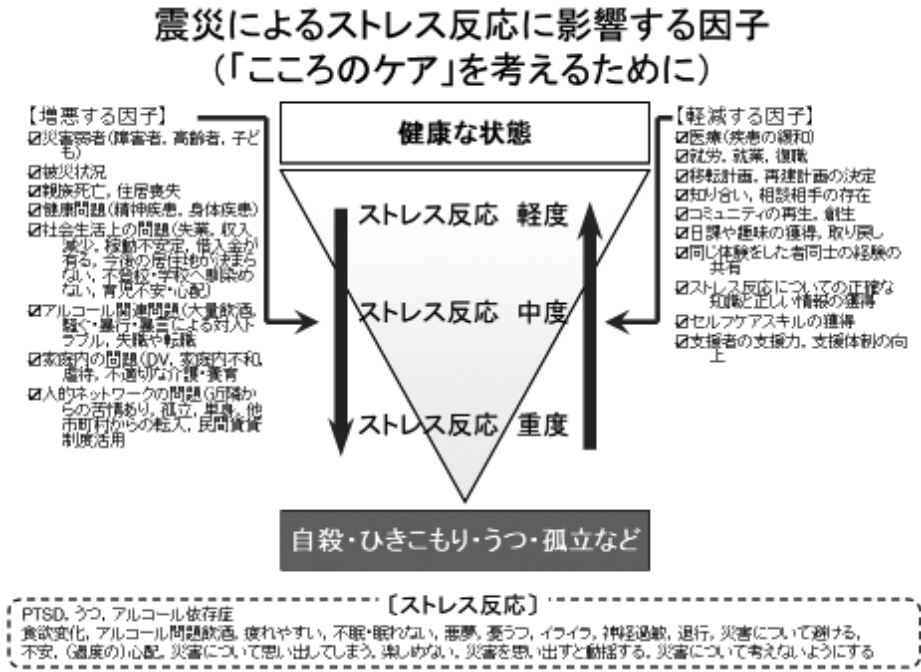 震災によるストレス反応に影響する因子
（「こころのケア」を考えるために）
【増悪する因子】
☑災害弱者（障害者，高齢者，子ど
も）
☑被災状況
☑親族死亡，住居喪失
☑健康問題（精神疾患，身体疾患）
☑社会生活上の問題（失業，収入
減少，稼動不安定，借入金が
有る，今後の居住地が決まら
ない，不登校・学校へ馴染め
ない，育児不安・心配）
☑アルコール関連問題（大量飲酒，
騒ぐ・暴行・暴言による対人ト
ラブル，失職や転職
☑家庭内の問題（DV，家庭内不和，
虐待，不適切な介護・養育
☑人的ネットワークの問題（近隣か
らの苦情あり，孤立，単身，他
市町村からの転入，民間賃貸
制度活用
健康な状態
ストレス反応 軽度
ストレス反応 中度
ストレス反応 重度
自殺・ひきこもり・うつ・孤立など
【軽減する因子】
☑医療（疾患の緩和）
☑就労，就業，復職
☑移転計画，再建計画の決定
☑知り合い，相談相手の存在
☑コミュニティの再生，創生
☑日課や趣味の獲得，取り戻し
☑同じ体験をした者同士の経験の
共有
☑ストレス反応についての正確な
知識と正しい情報の獲得
☑セルフケアスキルの獲得
☑支援者の支援力，支援体制の向
上
［ストレス反応］
PTSD，うつ，アルコール依存症
食欲変化，アルコール問題飲酒，疲れやすい，不眠・眠れない，悪夢，憂うつ，イライラ，神経過敏，退行，災害について避ける，
不安，（過度の）心配，災害について思い出してしまう，楽しめない，災害を思い出すと動揺する，災害について考えないようにする